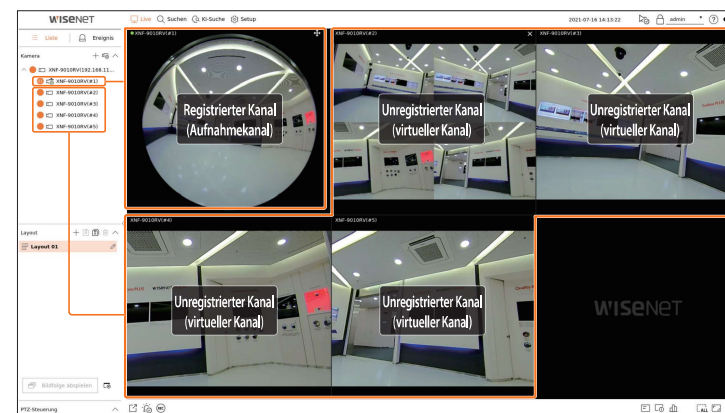 WISENET
Live Suchen KI-Suche Setup
2021-07-16 14:13:22
admin
Liste Ereignis
Kamera
XNF-9010RV(192.168.11...
XNF-9010RV(#1)
XNF-9010RV(#2)
XNF-9010RV(#3)
XNF-9010RV(#4)
XNF-9010RV(#5)
Layout
Layout 01
Bildfolge abspielen
PTZ-Steuerung
XNF-9010RV(#1)
Registrierter Kanal
(Aufnahmekanal)
XNF-9010RV(#2)
Unregistrierter Kanal
(virtueller Kanal)
XNF-9010RV(#3)
Unregistrierter Kanal
(virtueller Kanal)
XNF-9010RV(#4)
Unregistrierter Kanal
(virtueller Kanal)
XNF-9010RV(#5)
Unregistrierter Kanal
(virtueller Kanal)
WISENET
ALL